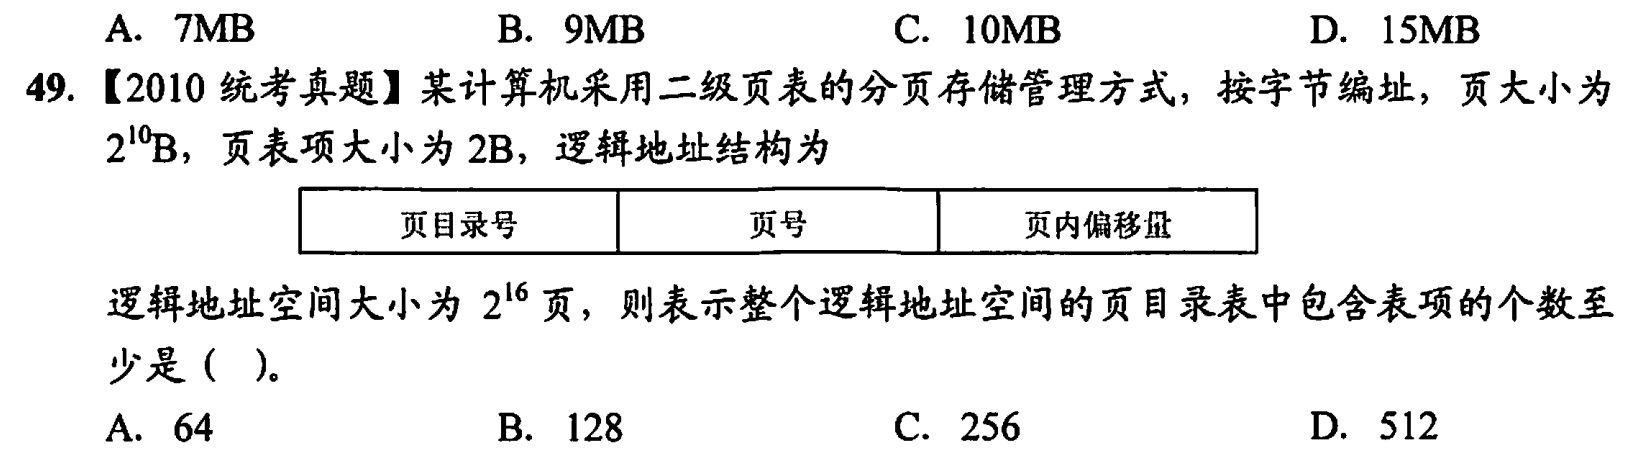 A. 7MB B. 9MB C. 10MB D. 15MB
49.【2010 统考真题】某计算机采用二级页表的分页存储管理方式，按字节编址，页大小为
2¹⁰B，页表项大小为 2B，逻辑地址结构为
页目录号 页号 页内偏移量
逻辑地址空间大小为 2¹⁶ 页，则表示整个逻辑地址空间的页目录表中包含表项的个数至
少是（ ）。
A. 64 B. 128 C. 256 D. 512